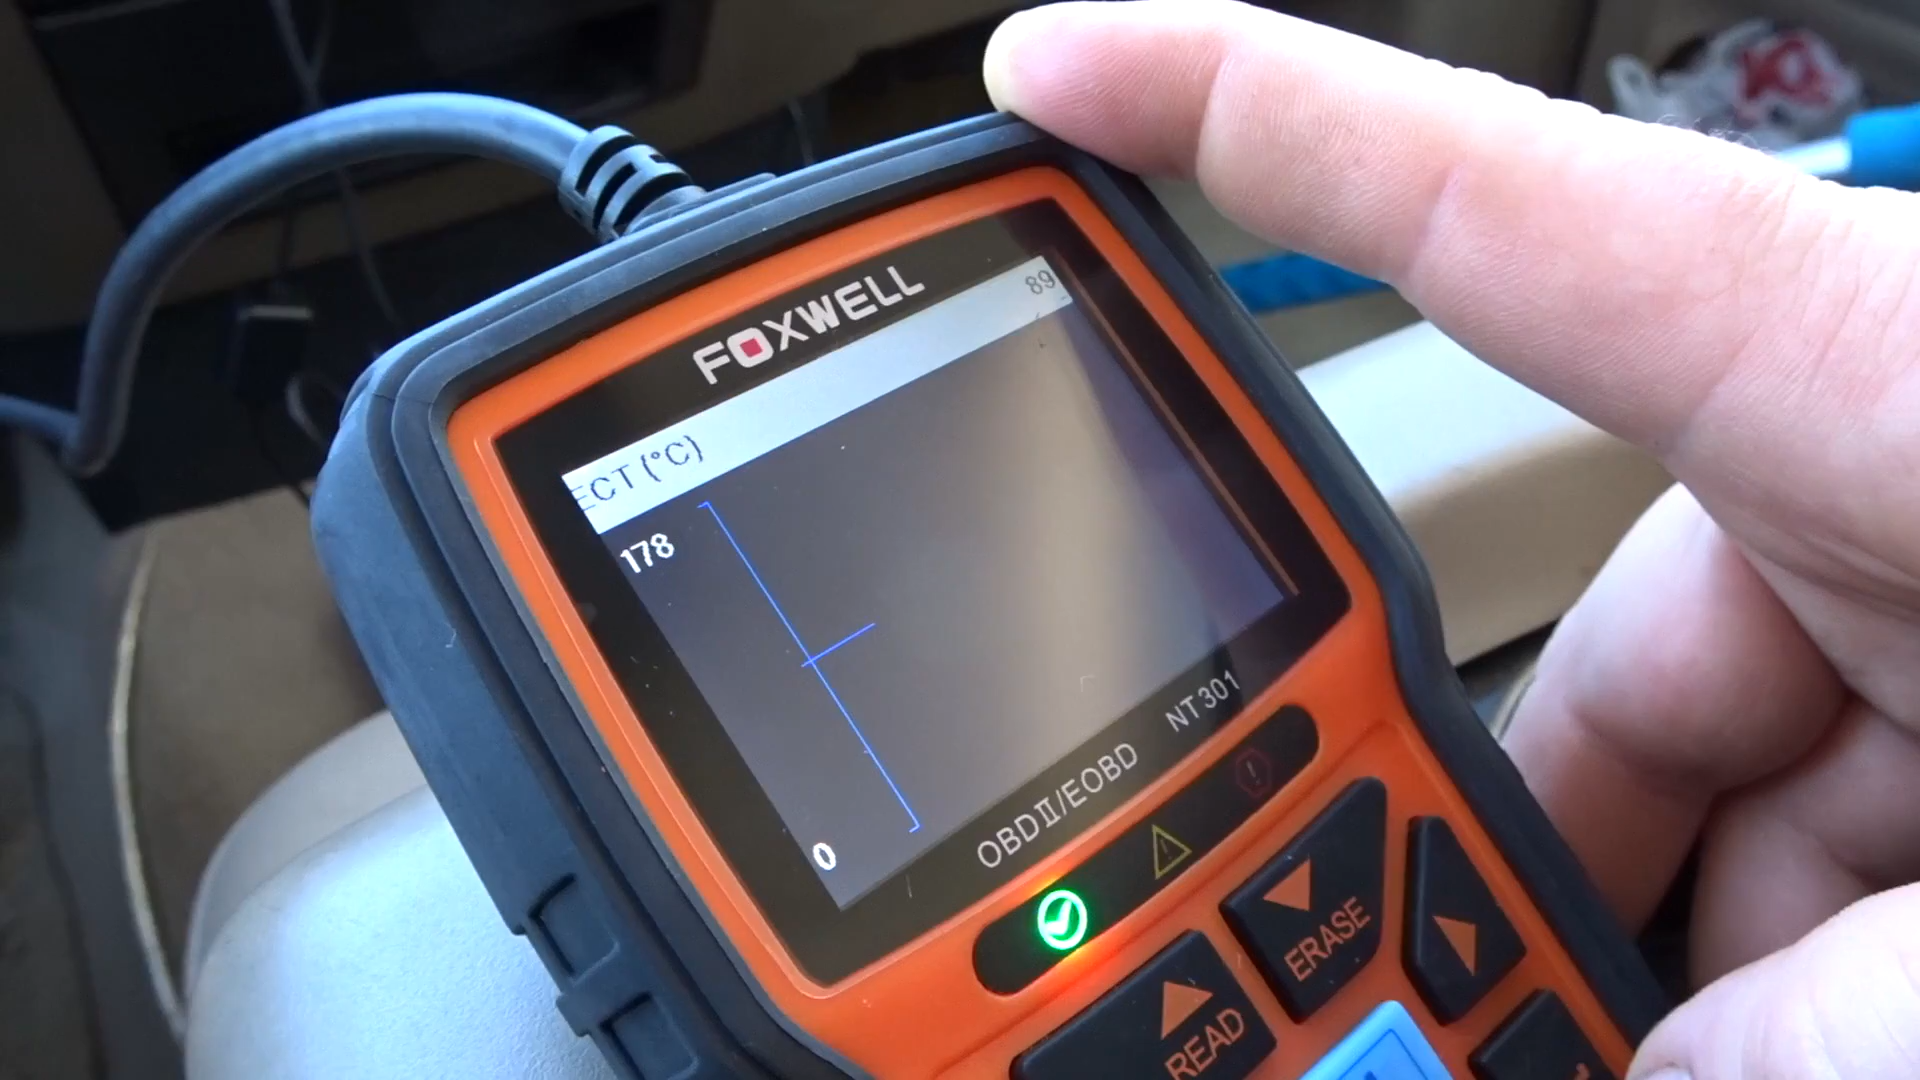 FOXWELL
ECT (°C) 89
178
0
OBDII/EOBD NT301
READ
ERASE